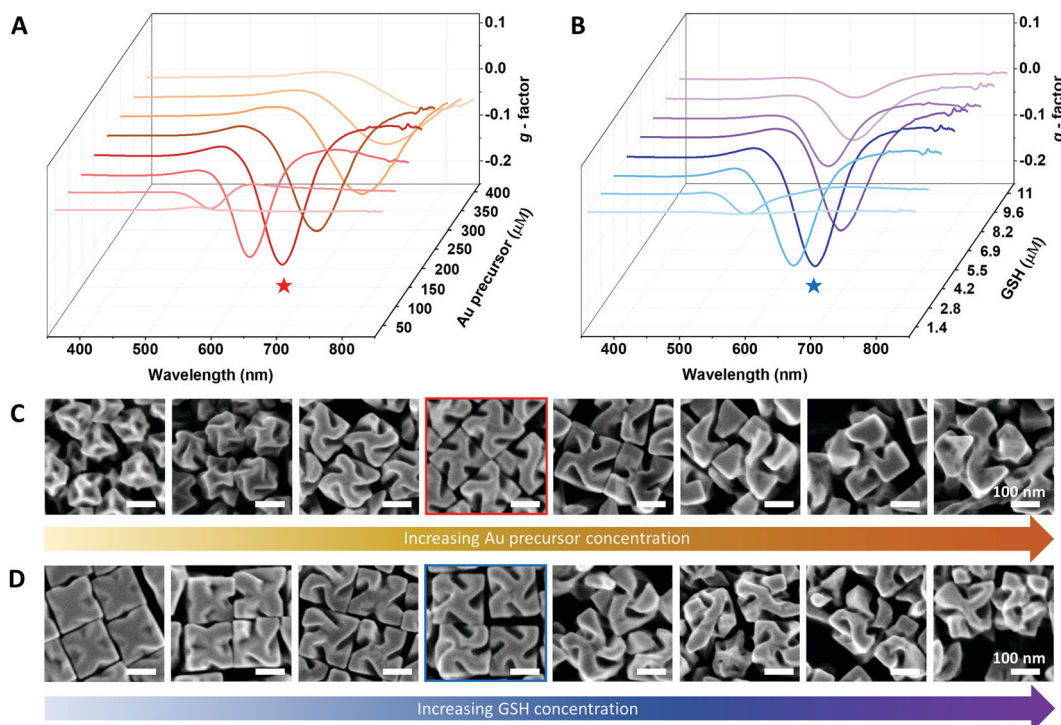 A
0.1
0.0
-0.1
-0.2
g - factor
400
350
300
250
200
150
100
50
Au precursor (μM)
400
500
600
700
800
Wavelength (nm)
B
0.1
0.0
-0.1
-0.2
g - factor
11
9.6
8.2
6.9
5.5
4.2
2.8
1.4
GSH (μM)
400
500
600
700
800
Wavelength (nm)
C
100 nm
Increasing Au precursor concentration
D
100 nm
Increasing GSH concentration